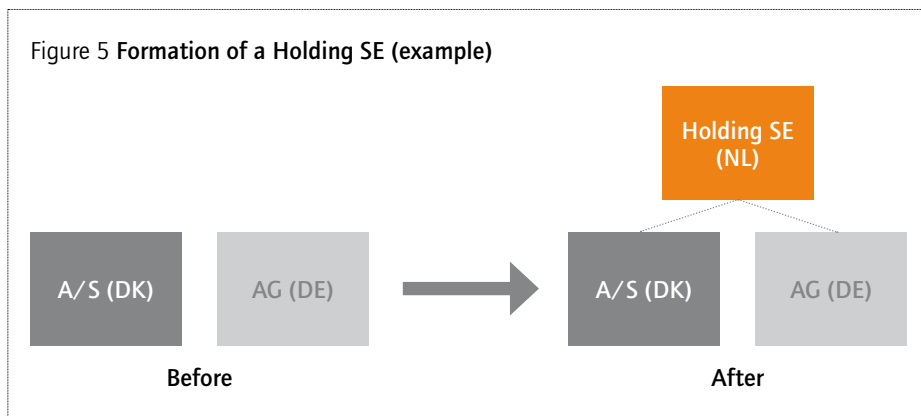 Figure 5 Formation of a Holding SE (example)
Holding SE
(NL)
A/S (DK)
AG (DE)
A/S (DK)
AG (DE)
Before
After